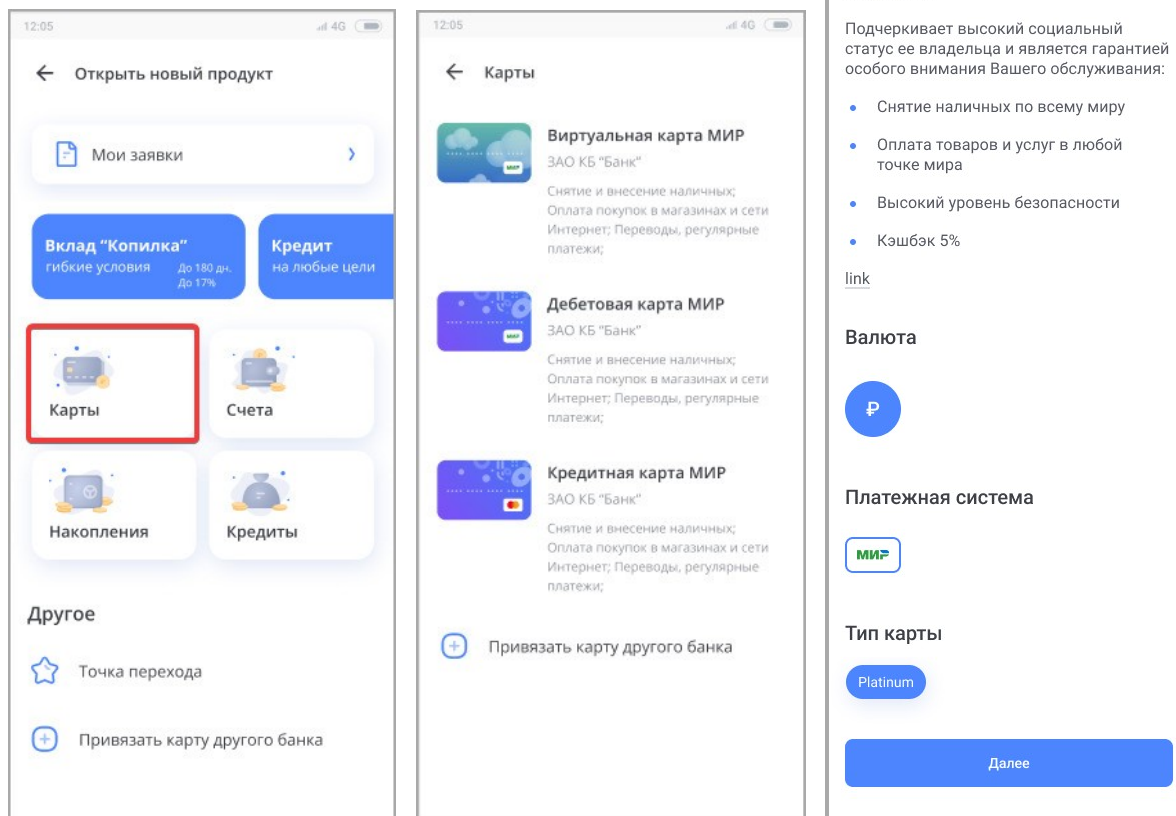 12:05
4G
Открыть новый продукт
Мои заявки
Вклад “Копилка”
гибкие условия
До 180 дн.
До 17%
Кредит
на любые цели
Карты
Счета
Накопления
Кредиты
Другое
Точка перехода
Привязать карту другого банка
12:05
4G
Карты
Виртуальная карта МИР
ЗАО КБ “Банк”
Снятие и внесение наличных;
Оплата покупок в магазинах и сети
Интернет; Переводы, регулярные
платежи;
МИР
Дебетовая карта МИР
ЗАО КБ “Банк”
Снятие и внесение наличных;
Оплата покупок в магазинах и сети
Интернет; Переводы, регулярные
платежи;
МИР
Кредитная карта МИР
ЗАО КБ “Банк”
Снятие и внесение наличных;
Оплата покупок в магазинах и сети
Интернет; Переводы, регулярные
платежи;
Привязать карту другого банка
Подчеркивает высокий социальный
статус ее владельца и является гарантией
особого внимания Вашего обслуживания:
Снятие наличных по всему миру
Оплата товаров и услуг в любой
точке мира
Высокий уровень безопасности
Кэшбэк 5%
link
Валюта
₽
Платежная система
МИР
Тип карты
Platinum
Далее